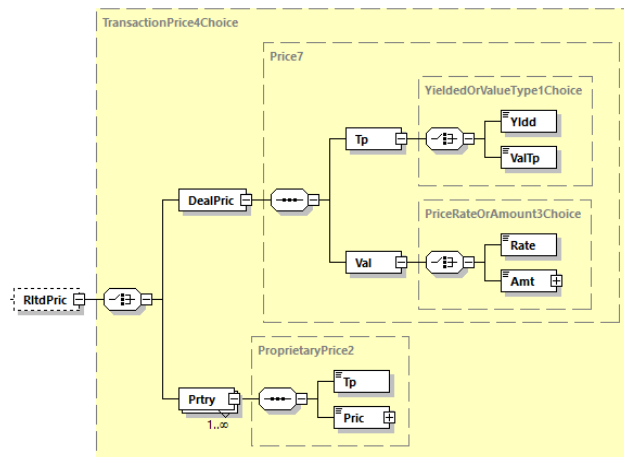 TransactionPrice4Choice
Price7
YieldedOrValueType1Choice
Yldd
Tp
ValTp
DealPric
PriceRateOrAmount3Choice
Rate
Val
Amt
RltdPric
ProprietaryPrice2
Tp
Prtry
Pric
1..∞